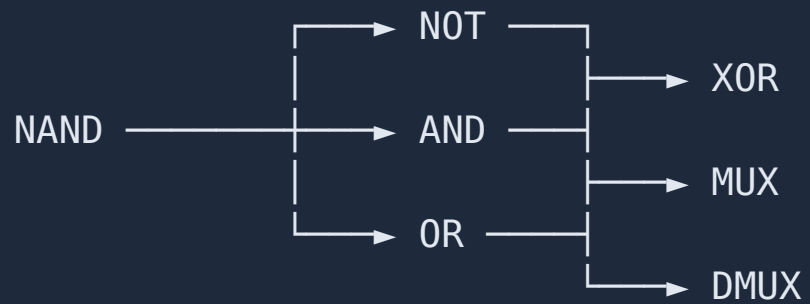 NOT
XOR
NAND AND
MUX
OR
DMUX